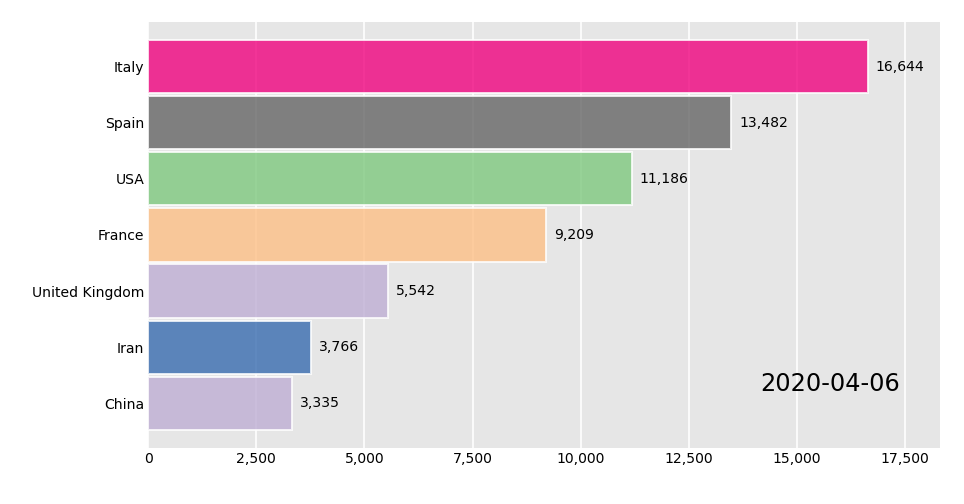 Italy 16,644
Spain 13,482
USA 11,186
France 9,209
United Kingdom 5,542
Iran 3,766
2020-04-06
China 3,335
0 2,500 5,000 7,500 10,000 12,500 15,000 17,500